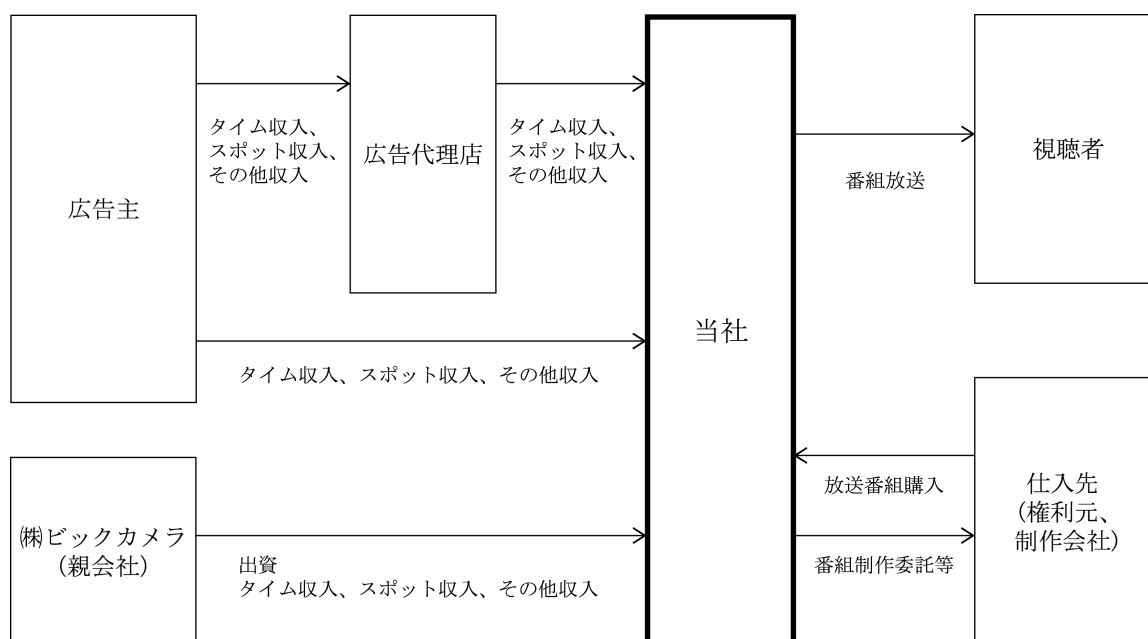 広告主
タイム収入、
スポット収入、
その他収入
広告代理店
タイム収入、
スポット収入、
その他収入
当社
番組放送
視聴者
タイム収入、スポット収入、その他収入
㈱ビックカメラ
(親会社)
出資
タイム収入、スポット収入、その他収入
放送番組購入
番組制作委託等
仕入先
(権利元、
制作会社)